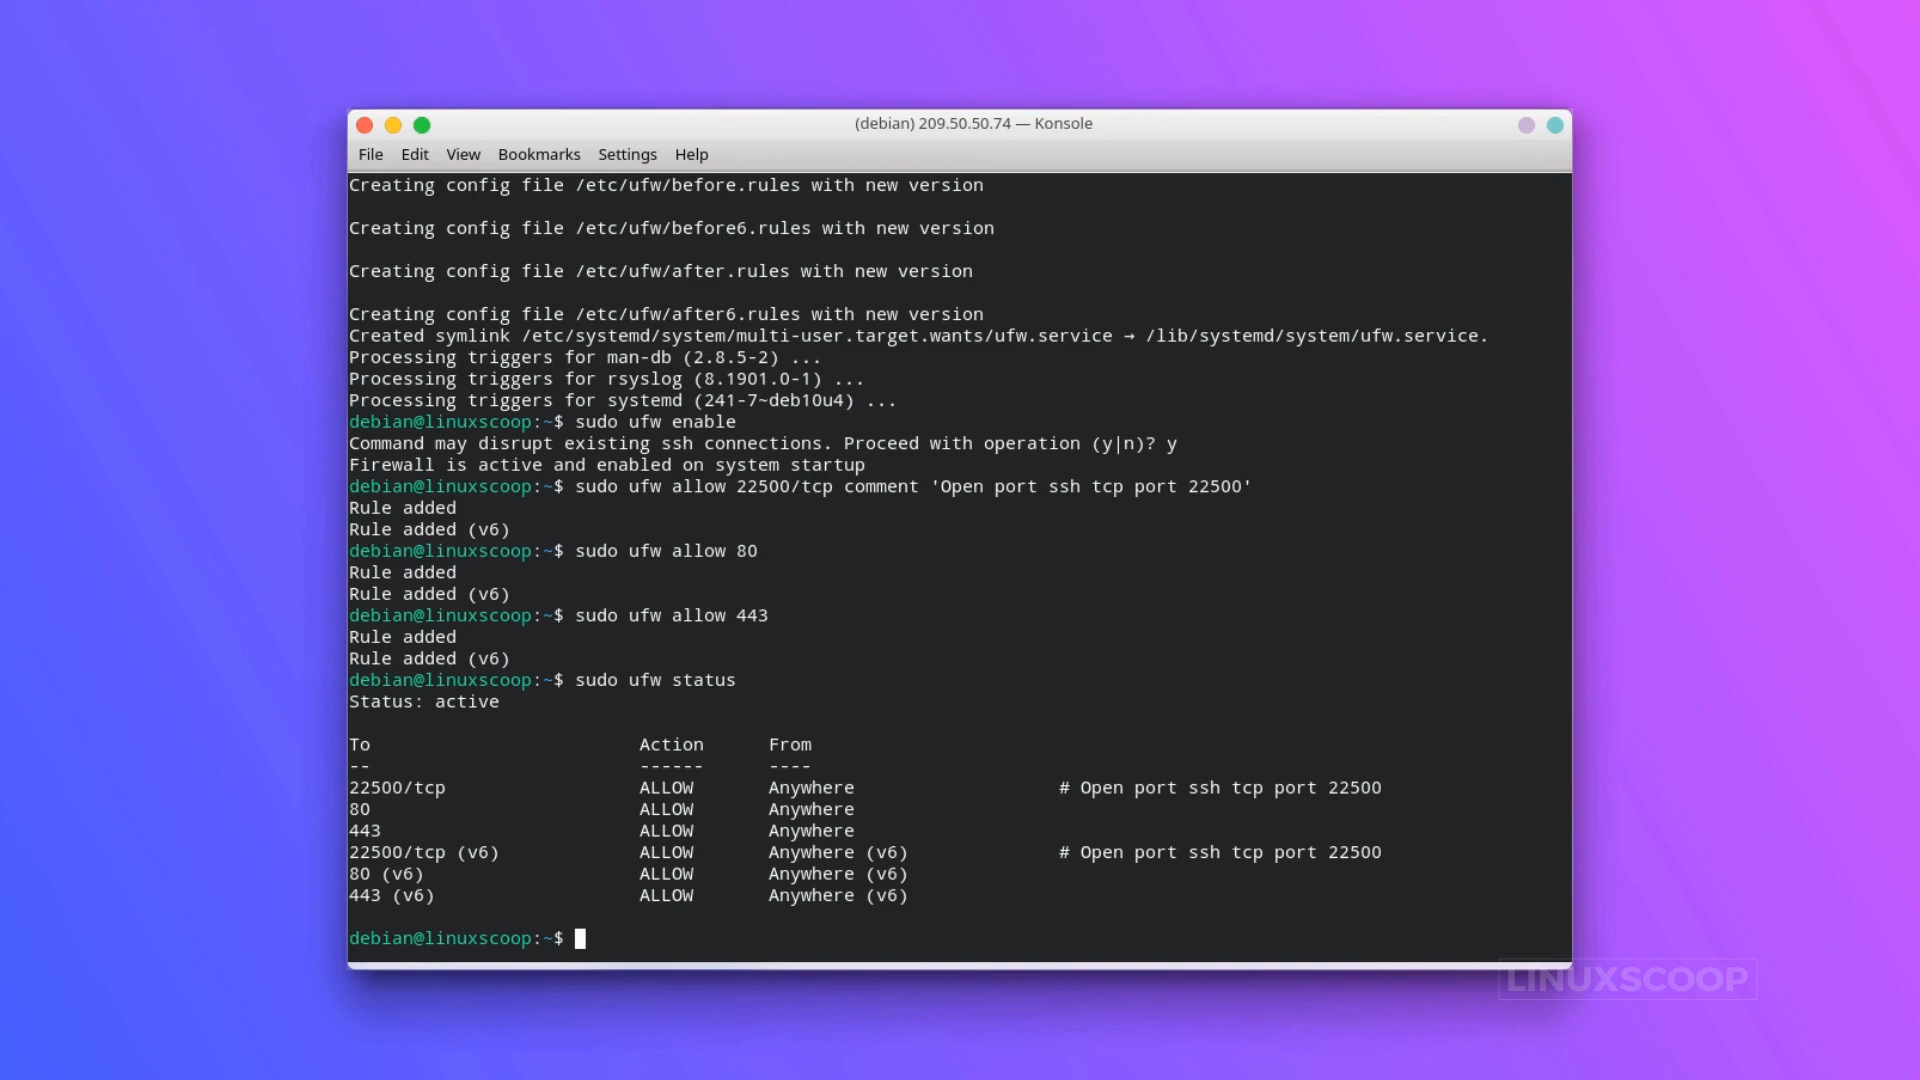 (debian) 209.50.50.74 — Konsole
File Edit View Bookmarks Settings Help
Creating config file /etc/ufw/before.rules with new version
Creating config file /etc/ufw/before6.rules with new version
Creating config file /etc/ufw/after.rules with new version
Creating config file /etc/ufw/after6.rules with new version
Created symlink /etc/systemd/system/multi-user.target.wants/ufw.service → /lib/systemd/system/ufw.service.
Processing triggers for man-db (2.8.5-2) ...
Processing triggers for rsyslog (8.1901.0-1) ...
Processing triggers for systemd (241-7~deb10u4) ...
debian@linuxscoop:~$ sudo ufw enable
Command may disrupt existing ssh connections. Proceed with operation (y|n)? y
Firewall is active and enabled on system startup
debian@linuxscoop:~$ sudo ufw allow 22500/tcp comment 'Open port ssh tcp port 22500'
Rule added
Rule added (v6)
debian@linuxscoop:~$ sudo ufw allow 80
Rule added
Rule added (v6)
debian@linuxscoop:~$ sudo ufw allow 443
Rule added
Rule added (v6)
debian@linuxscoop:~$ sudo ufw status
Status: active
To Action From
-- ------ ----
22500/tcp ALLOW Anywhere # Open port ssh tcp port 22500
80 ALLOW Anywhere
443 ALLOW Anywhere
22500/tcp (v6) ALLOW Anywhere (v6) # Open port ssh tcp port 22500
80 (v6) ALLOW Anywhere (v6)
443 (v6) ALLOW Anywhere (v6)
debian@linuxscoop:~$
LINUXSCOOP